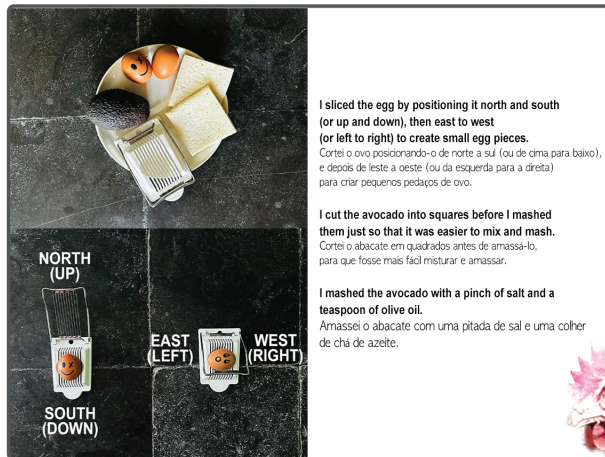 I sliced the egg by positioning it north and south
(or up and down), then east to west
(or left to right) to create small egg pieces.
Cortei o ovo posicionando-o de norte a sul (ou de cima para baixo),
e depois de leste a oeste (ou da esquerda para a direita)
para criar pequenos pedaços de ovo.
I cut the avocado into squares before I mashed
them just so that it was easier to mix and mash.
Cortei o abacate em quadrados antes de amassá-lo,
para que fosse mais fácil misturar e amassar.
I mashed the avocado with a pinch of salt and a
teaspoon of olive oil.
Amassei o abacate com uma pitada de sal e uma colher
de chá de azeite.
NORTH
(UP)
EAST
(LEFT)
WEST
(RIGHT)
SOUTH
(DOWN)